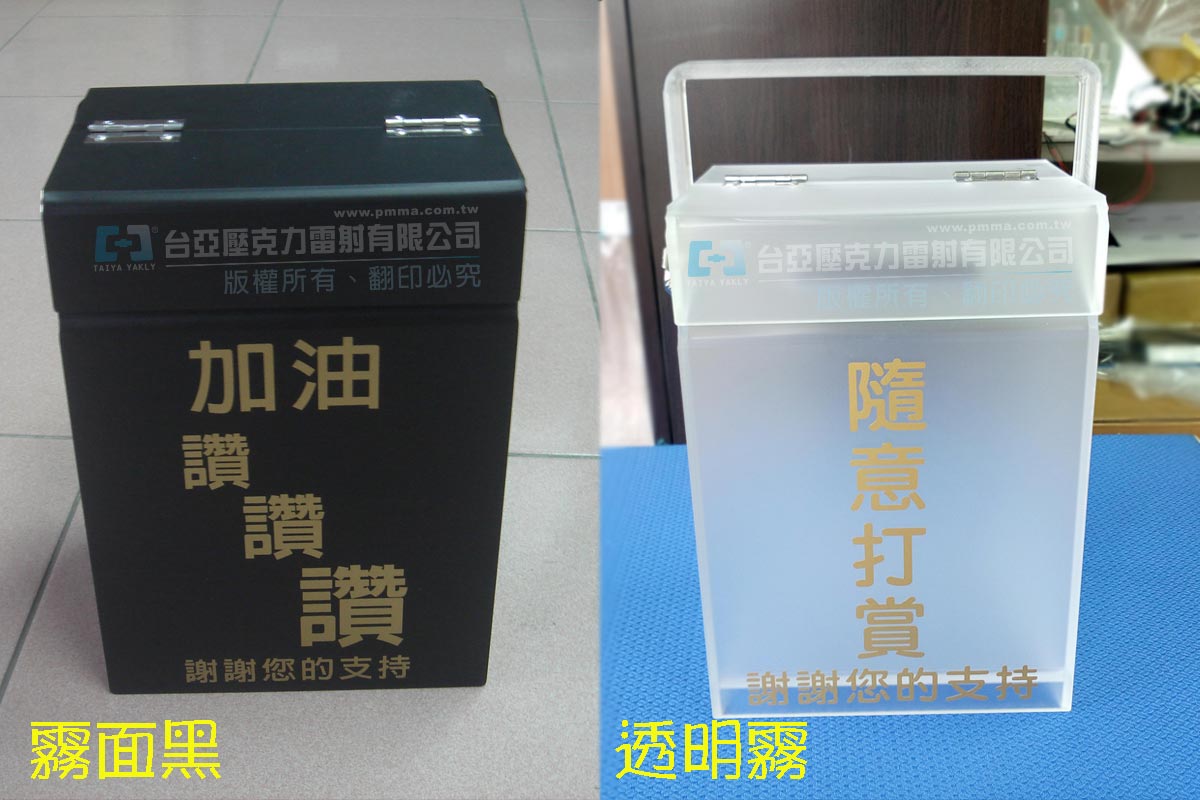 www.pmma.com.tw
台亞壓克力雷射有限公司
TAIYA YAKLY
版權所有、翻印必究
加油
讚
讚
讚
謝謝您的支持
霧面黑
www.pmma.com.tw
台亞壓克力雷射有限公司
TAIYA YAKLY
版權所有、翻印必究
隨
意
打
賞
謝謝您的支持
透明霧